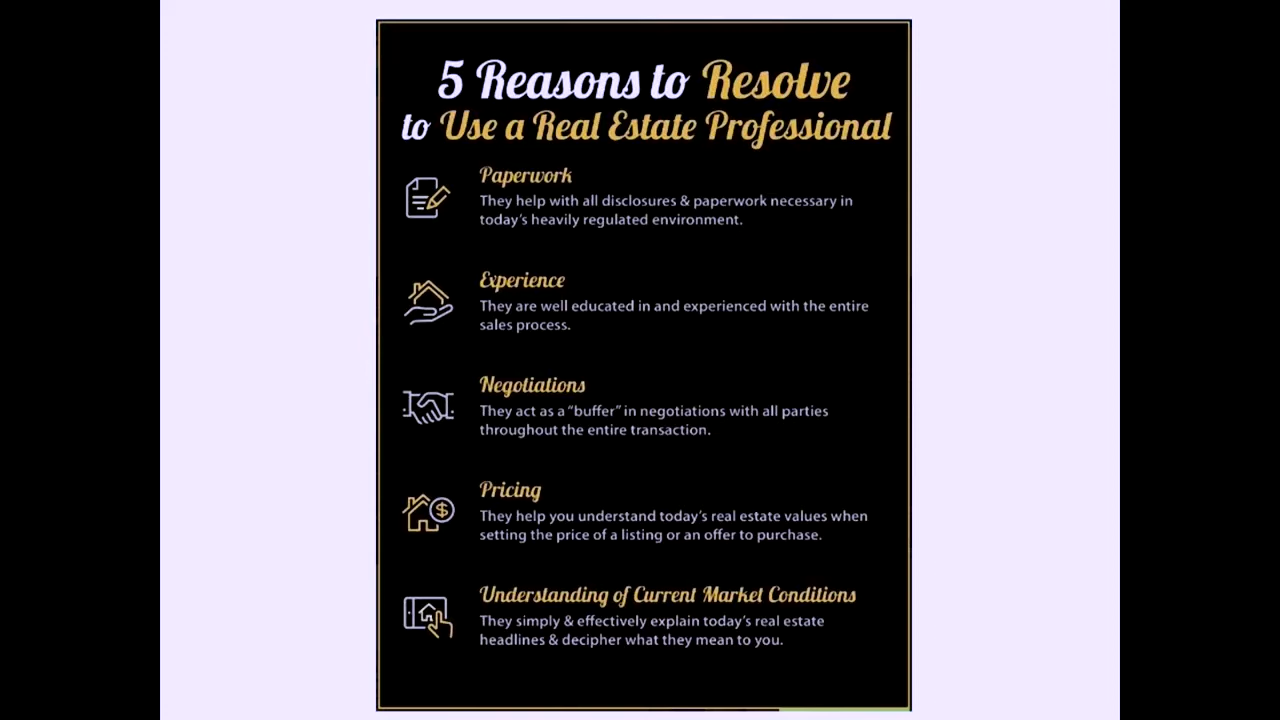 5 Reasons to Resolve
to Use a Real Estate Professional
Paperwork
They help with all disclosures & paperwork necessary in
today's heavily regulated environment.
Experience
They are well educated in and experienced with the entire
sales process.
Negotiations
They act as a “buffer” in negotiations with all parties
throughout the entire transaction.
Pricing
They help you understand today's real estate values when
setting the price of a listing or an offer to purchase.
$
Understanding of Current Market Conditions
They simply & effectively explain today's real estate
headlines & decipher what they mean to you.